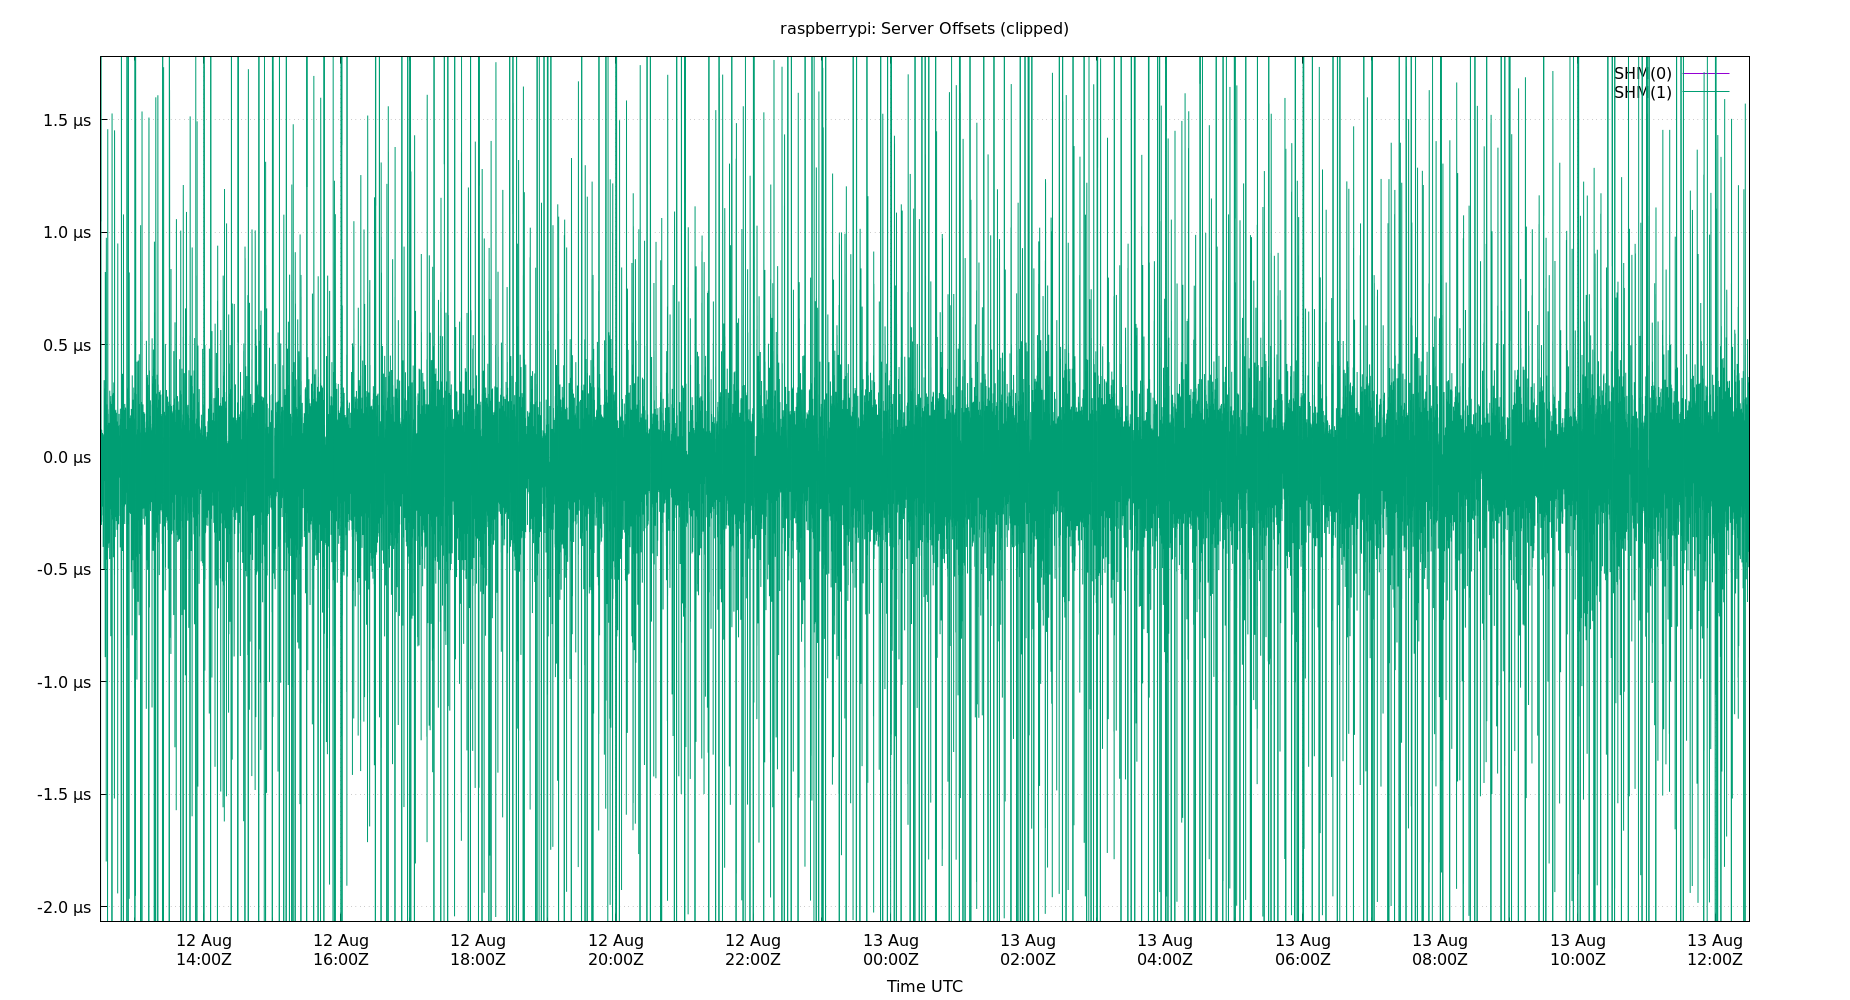 raspberrypi: Server Offsets (clipped)
SHM(0)
SHM(1)
1.5 µs
1.0 µs
0.5 µs
0.0 µs
-0.5 µs
-1.0 µs
-1.5 µs
-2.0 µs
12 Aug 12 Aug 12 Aug 12 Aug 12 Aug 13 Aug 13 Aug 13 Aug 13 Aug 13 Aug 13 Aug 13 Aug
14:00Z 16:00Z 18:00Z 20:00Z 22:00Z 00:00Z 02:00Z 04:00Z 06:00Z 08:00Z 10:00Z 12:00Z
Time UTC